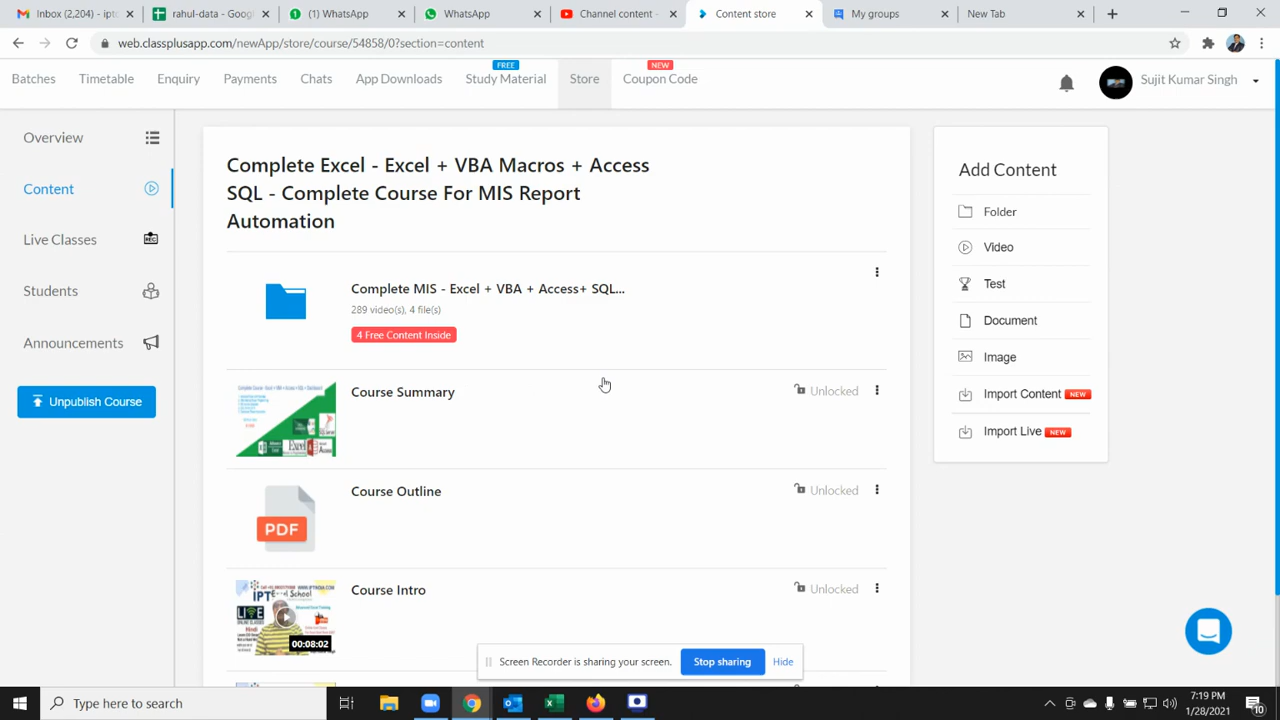 Inbox (2,204) - ipt
rahul-data - Goog
(1) WhatsApp
WhatsApp
Channel content -
Content store
My groups
New Tab
web.classplusapp.com/newApp/store/course/54858/0?section=content
FREE
NEW
Batches
Timetable
Enquiry
Payments
Chats
App Downloads
Study Material
Store
Coupon Code
Sujit Kumar Singh
Overview
Content
Live Classes
REC
Students
Announcements
Unpublish Course
Complete Excel - Excel + VBA Macros + Access
SQL - Complete Course For MIS Report
Automation
Complete MIS - Excel + VBA + Access+ SQL...
289 video(s), 4 file(s)
4 Free Content Inside
Course Summary
Unlocked
Course Outline
Unlocked
PDF
Course Intro
Unlocked
IPT Excel School
LIVE
00:08:02
Add Content
Folder
Video
Test
Document
Image
Import Content NEW
Import Live NEW
Screen Recorder is sharing your screen.
Stop sharing
Hide
Type here to search
7:19 PM
1/28/2021
10